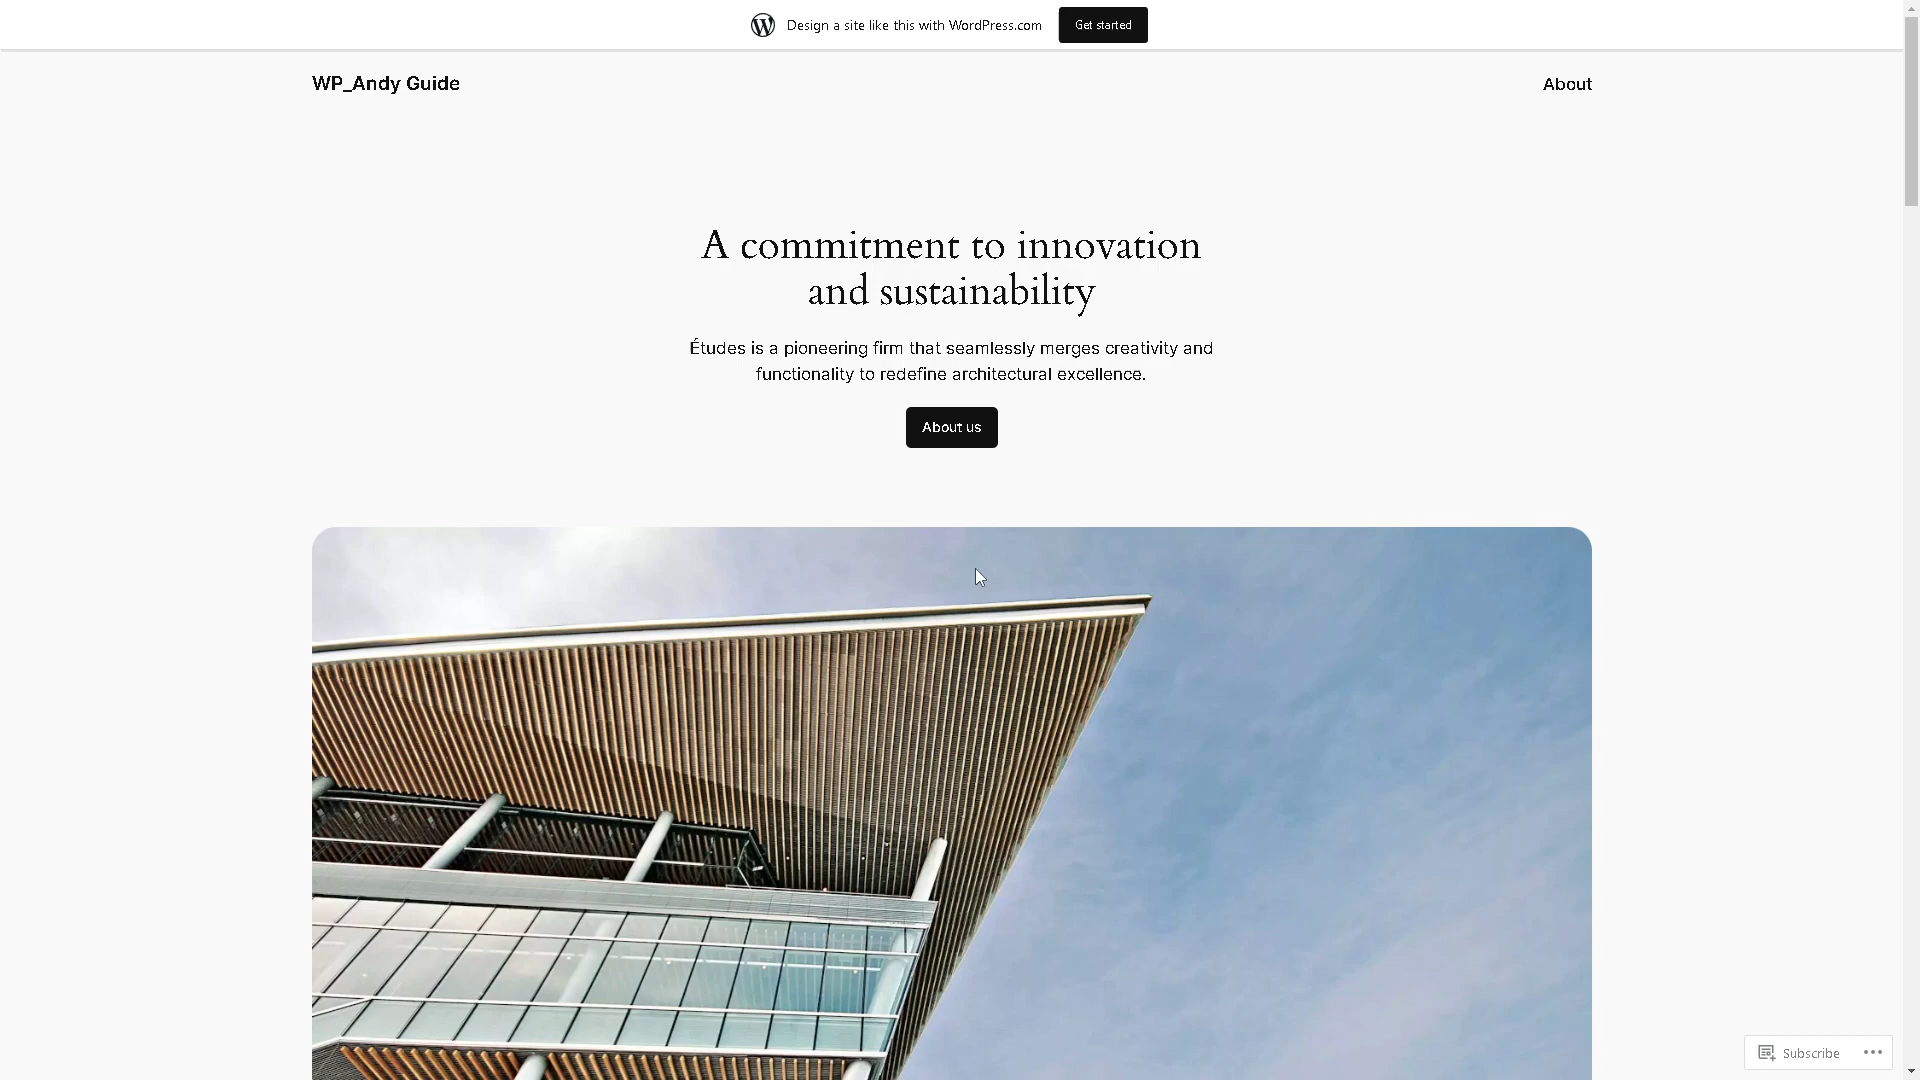 Design a site like this with WordPress.com
Get started
WP_Andy Guide
About
A commitment to innovation
and sustainability
Études is a pioneering firm that seamlessly merges creativity and
functionality to redefine architectural excellence.
About us
Subscribe